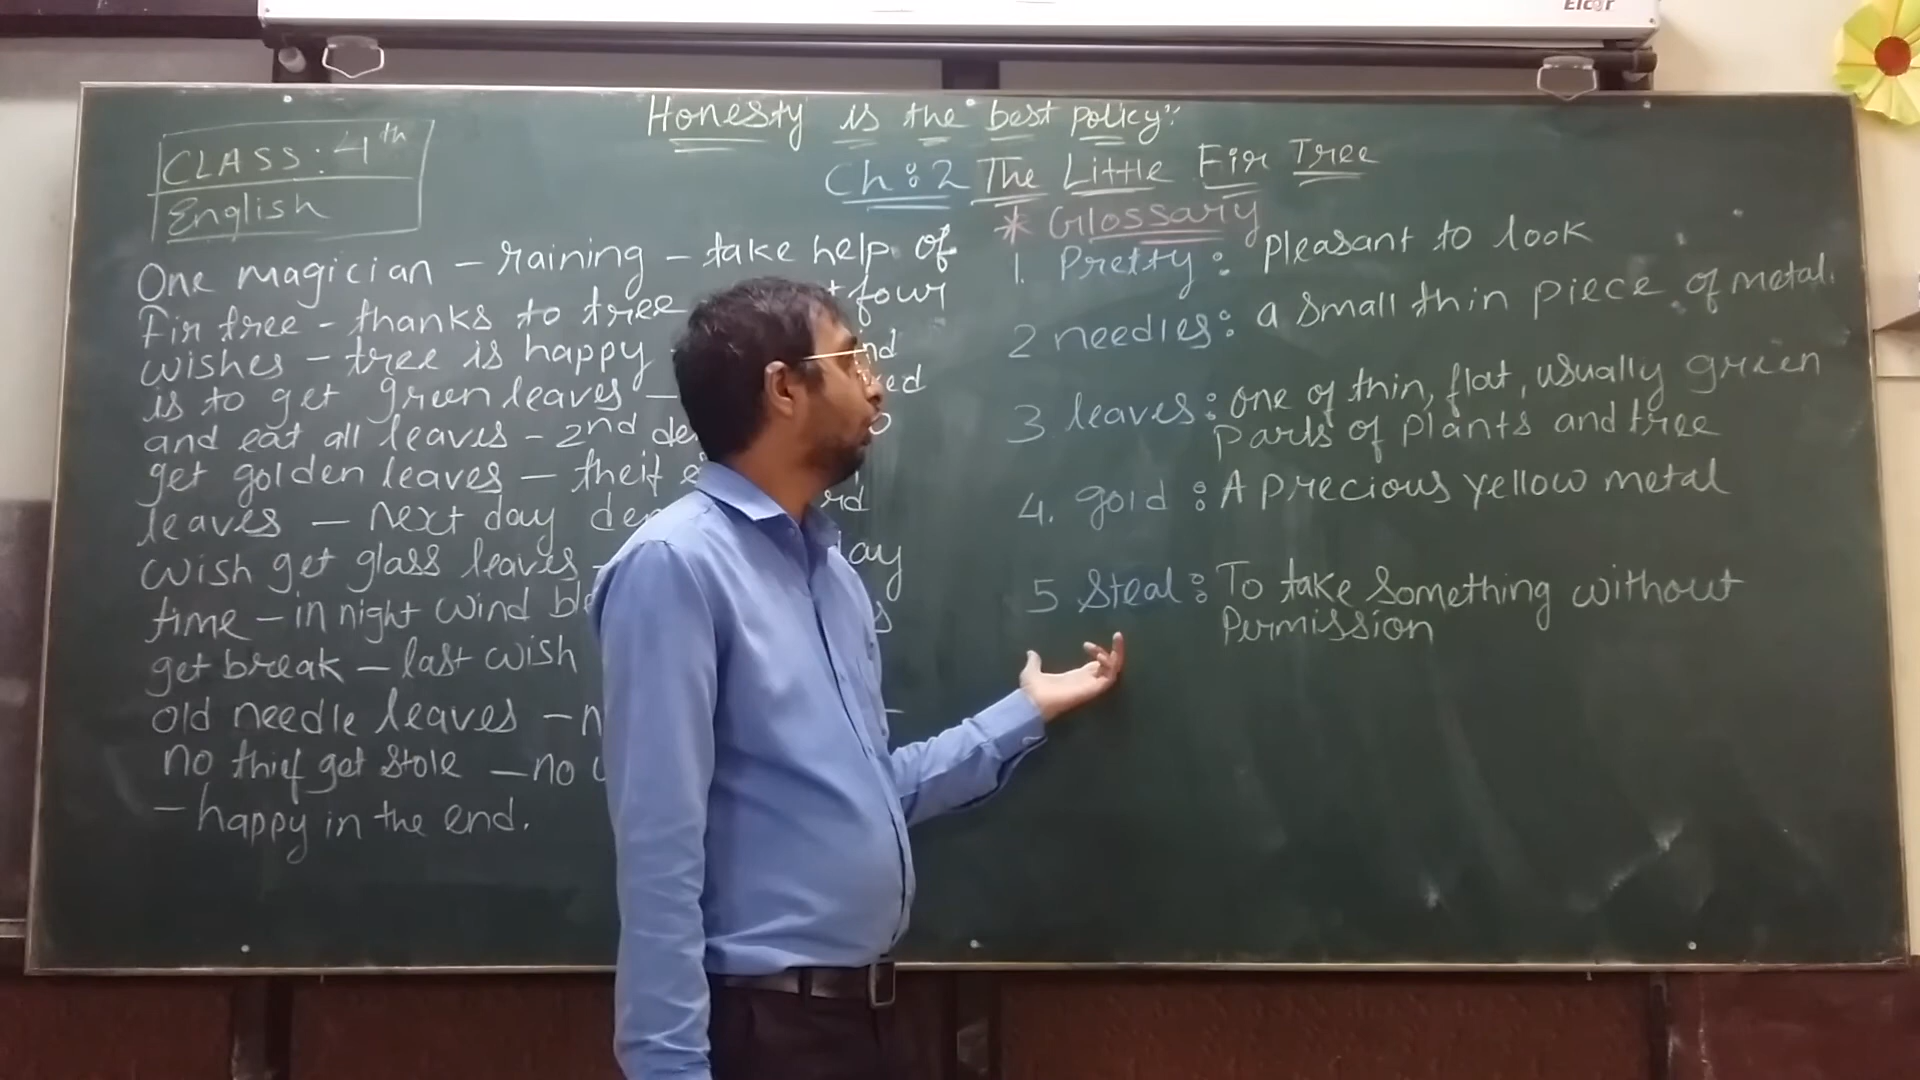 Elcor
Honesty is the best policy"
CLASS: 4th
English
Ch:2 The Little Fir Tree
* Glossary
One magician - raining - take help of
fir tree - thanks to tree four
wishes - tree is happy
is to get green leaves -
and eat all leaves - 2nd
get golden leaves - theif
leaves - next day
wish get glass leaves -
time - in night wind
get break - last wish
old needle leaves -
no thief get stole - no
- happy in the end.
1. Pretty: pleasant to look
2 needles: a small thin piece of metal.
3 leaves: one of thin, flat, usually green
parts of plants and tree
4. gold: A precious yellow metal
5 Steal: To take something without
Permission